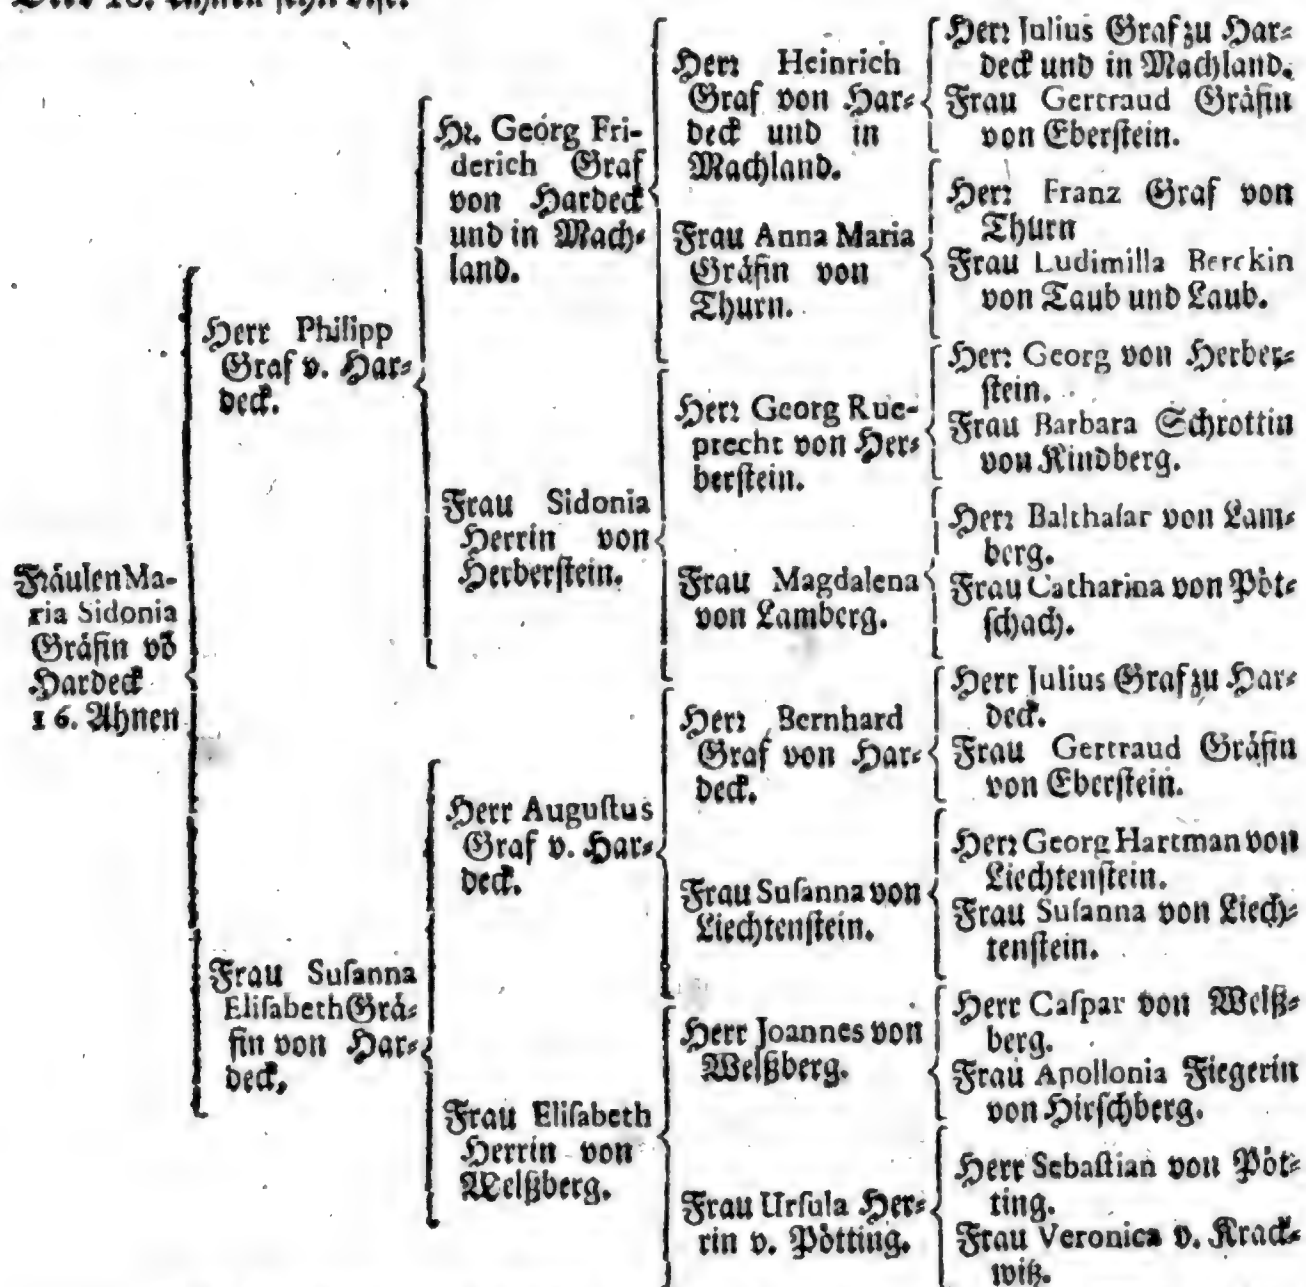 Dero 16. Ahnen seyn dise.
Fräulen Ma-
ria Sidonia
Gräfin võ
Hardeck
16. Ahnen
Herr Philipp
Graf v. Har-
deck.
Frau Susanna
Elisabeth Grä-
fin von Har-
deck,
Hr. Georg Fri-
derich Graf
von Hardeck
und in Mach-
land.
Frau Sidonia
Herrin von
Herberstein.
Herr Augustus
Graf v. Har-
deck.
Frau Elisabeth
Herrin von
Welßberg.
Herr Heinrich
Graf von Har-
deck und in
Machland.
Frau Anna Maria
Gräfin von
Thurn.
Herr Georg Rue-
precht von Her-
berstein.
Frau Magdalena
von Lamberg.
Herr Bernhard
Graf von Har-
deck.
Frau Susanna von
Liechtenstein.
Herr Joannes von
Welßberg.
Frau Ursula Her-
rin v. Pötting.
Herr Julius Graf zu Har-
deck und in Machland.
Frau Gertraud Gräfin
von Eberstein.
Herr Franz Graf von
Thurn
Frau Ludimilla Berckin
von Taub und Laub.
Herr Georg von Herber-
stein.
Frau Barbara Schrottin
von Kindberg.
Herr Balthasar von Lam-
berg.
Frau Catharina von Pöt-
schach.
Herr Julius Graf zu Har-
deck.
Frau Gertraud Gräfin
von Eberstein.
Herr Georg Hartman von
Liechtenstein.
Frau Susanna von Liech-
tenstein.
Herr Caspar von Welß-
berg.
Frau Apollonia Fiegerin
von Hirschberg.
Herr Sebastian von Pöt-
ting.
Frau Veronica v. Krack-
witz.